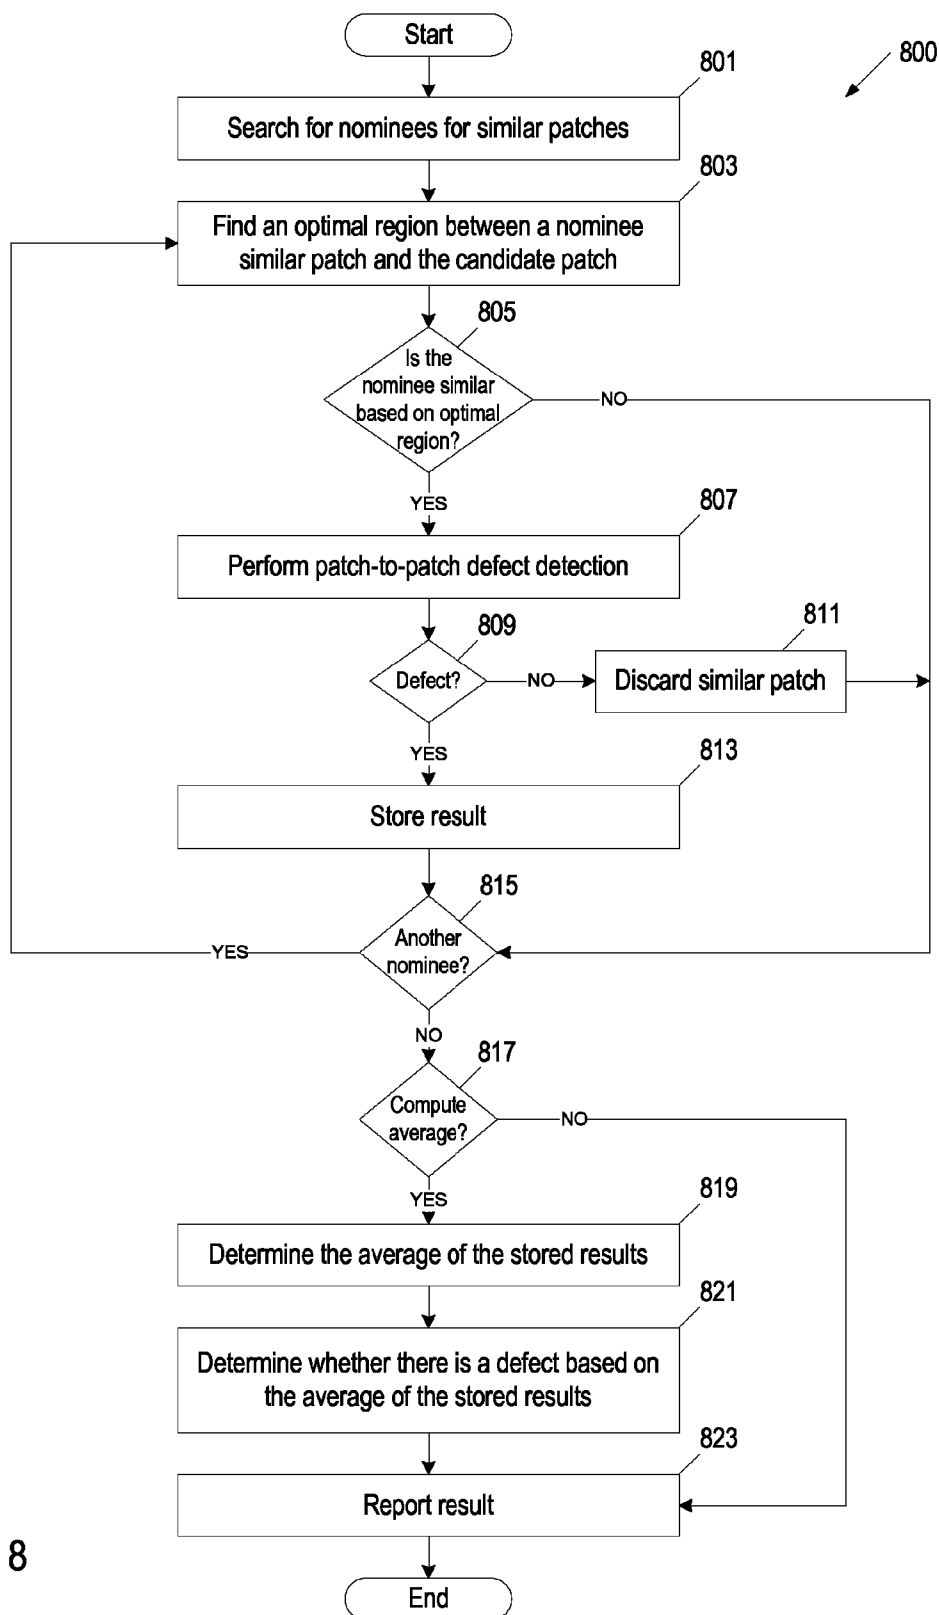 Start
800
801
Search for nominees for similar patches
803
Find an optimal region between a nominee
similar patch and the candidate patch
805
Is the
nominee similar
based on optimal
region?
NO
YES
807
Perform patch-to-patch defect detection
809
Defect?
NO
811
Discard similar patch
YES
813
Store result
815
Another
nominee?
YES
NO
817
Compute
average?
NO
YES
819
Determine the average of the stored results
821
Determine whether there is a defect based on
the average of the stored results
823
Report result
8
End